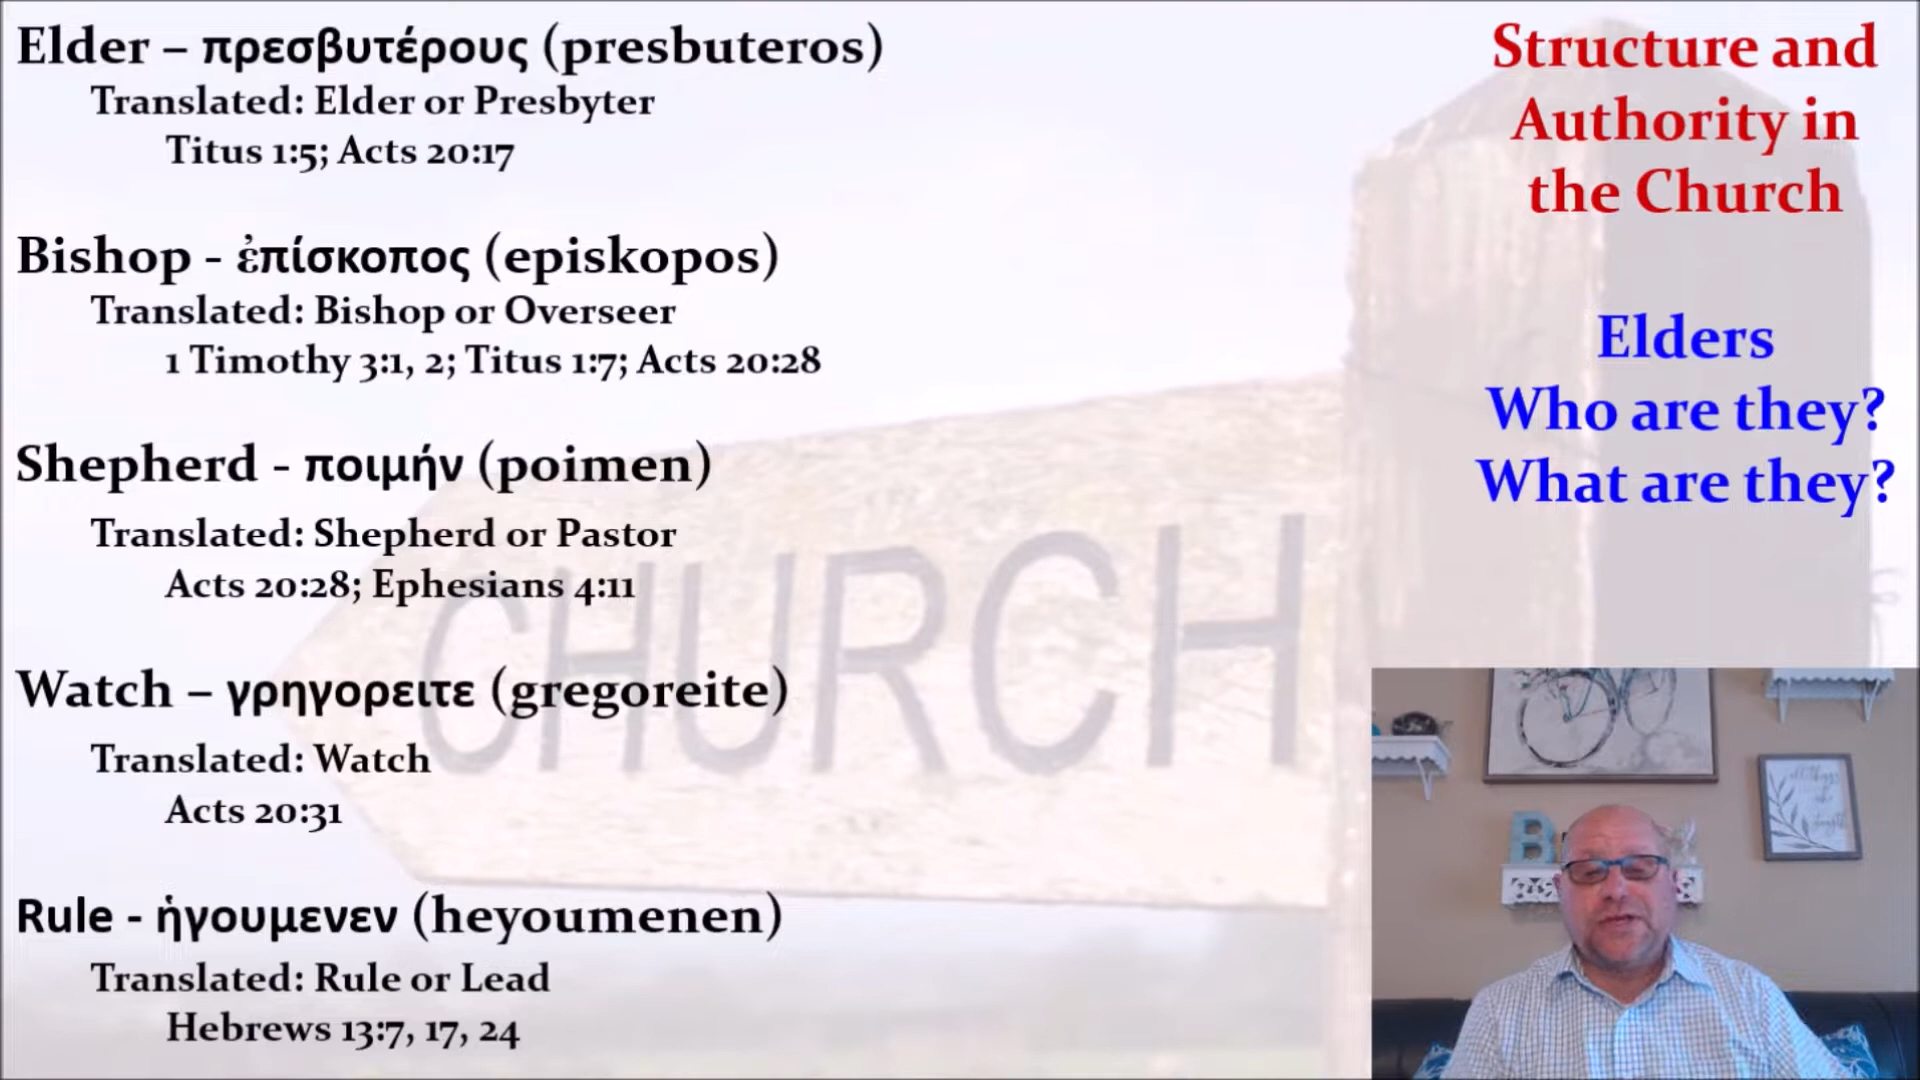 Elder – πρεσβυτέρους (presbuteros)
Translated: Elder or Presbyter
Titus 1:5; Acts 20:17
Bishop - ἐπίσκοπος (episkopos)
Translated: Bishop or Overseer
1 Timothy 3:1, 2; Titus 1:7; Acts 20:28
Shepherd - ποιμήν (poimen)
Translated: Shepherd or Pastor
Acts 20:28; Ephesians 4:11
Watch – γρηγορειτε (gregoreite)
Translated: Watch
Acts 20:31
Rule - ἡγουμενεν (heyoumenen)
Translated: Rule or Lead
Hebrews 13:7, 17, 24
Structure and
Authority in
the Church
Elders
Who are they?
What are they?
CHURCH
B